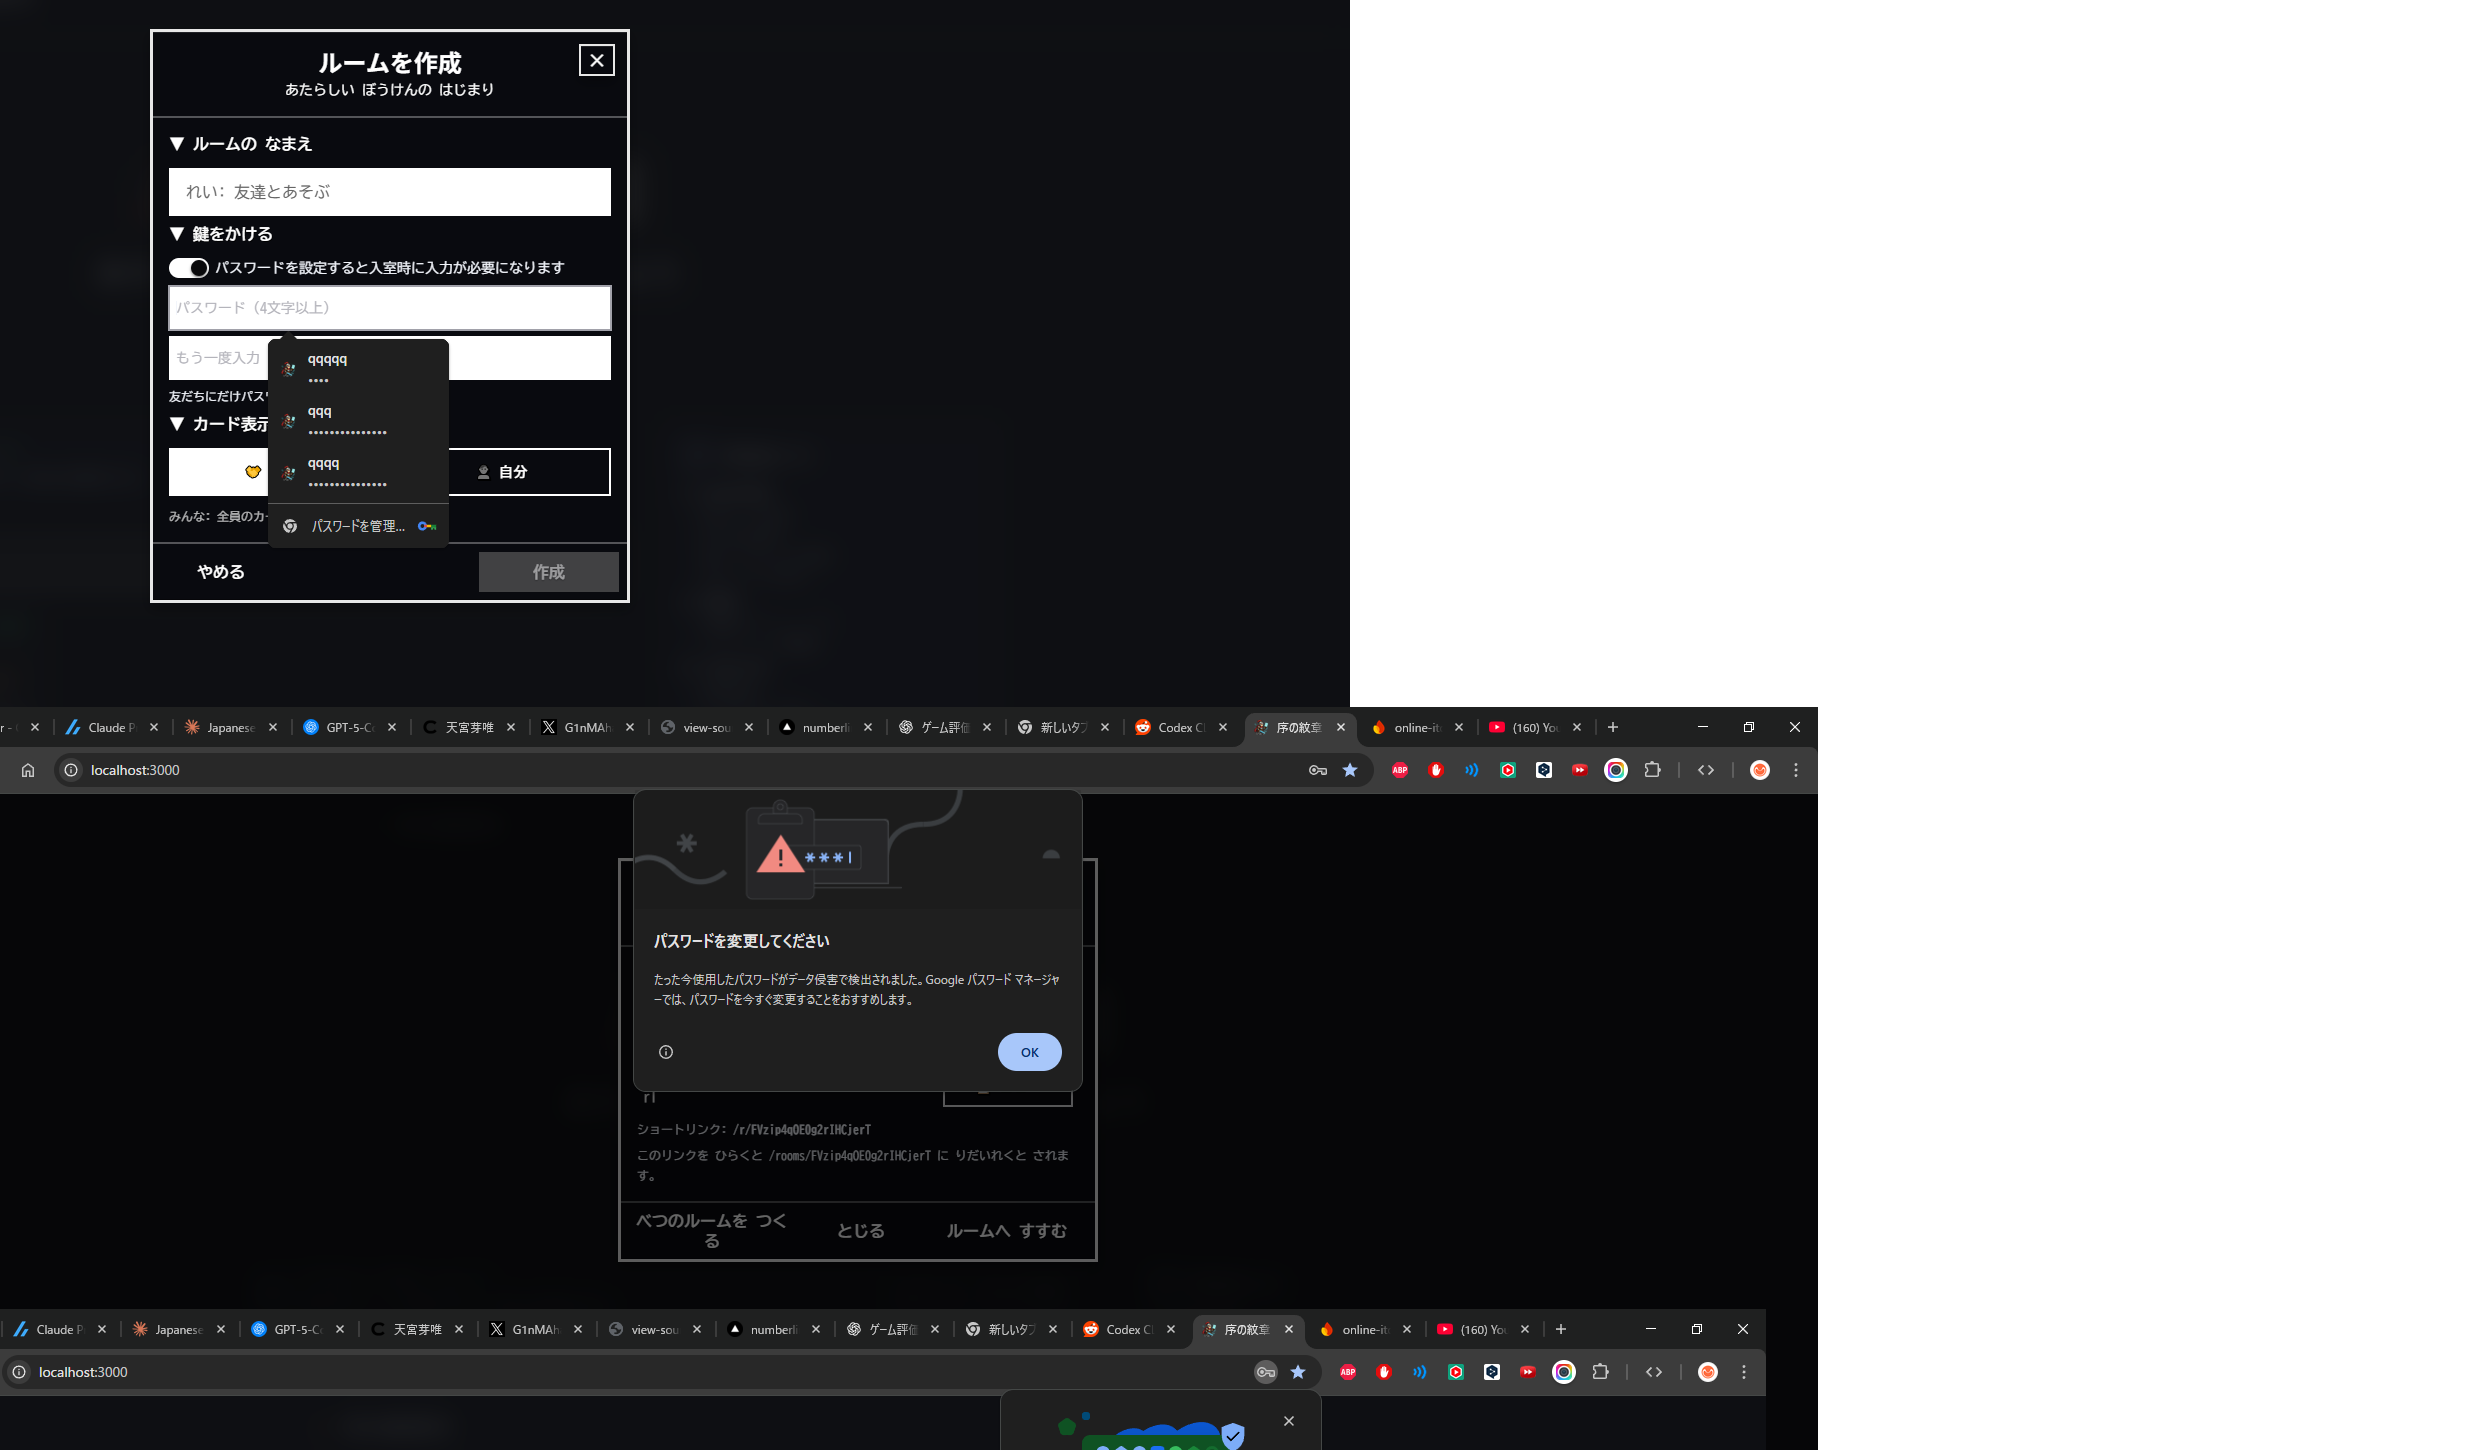 ルームを作成
あたらしい ぼうけんの はじまり
▼ ルームの なまえ
れい: 友達とあそぶ
▼ 鍵をかける
パスワードを設定すると入室時に入力が必要になります
パスワード（4文字以上）
もう一度入力
qqqqq
••••
友だちにだけパス
qqq
•••••••••••••••
▼ カード表示
qqqq
•••••••••••••••
自分
みんな: 全員のカー
パスワードを管理...
やめる
作成
r - Claude P Japanese GPT-5-Co 天宮芽唯 G1nMAh view-sou numberli ゲーム評価 新しいタブ Codex Cl 序の紋章 online-ito (160) You
localhost:3000
パスワードを変更してください
たった今使用したパスワードがデータ侵害で検出されました。Google パスワード マネージャ
ーでは、パスワードを今すぐ変更することをおすすめします。
OK
ショートリンク: /r/FVzip4qOEOg2rIHCjerT
このリンクを ひらくと /rooms/FVzip4qOEOg2rIHCjerT に りだいれくと されま
す。
べつのルームを つく
る
とじる
ルームへ すすむ
Claude P Japanese GPT-5-Co 天宮芽唯 G1nMAh view-sou numberli ゲーム評価 新しいタブ Codex Cl 序の紋章 online-ito (160) You
localhost:3000